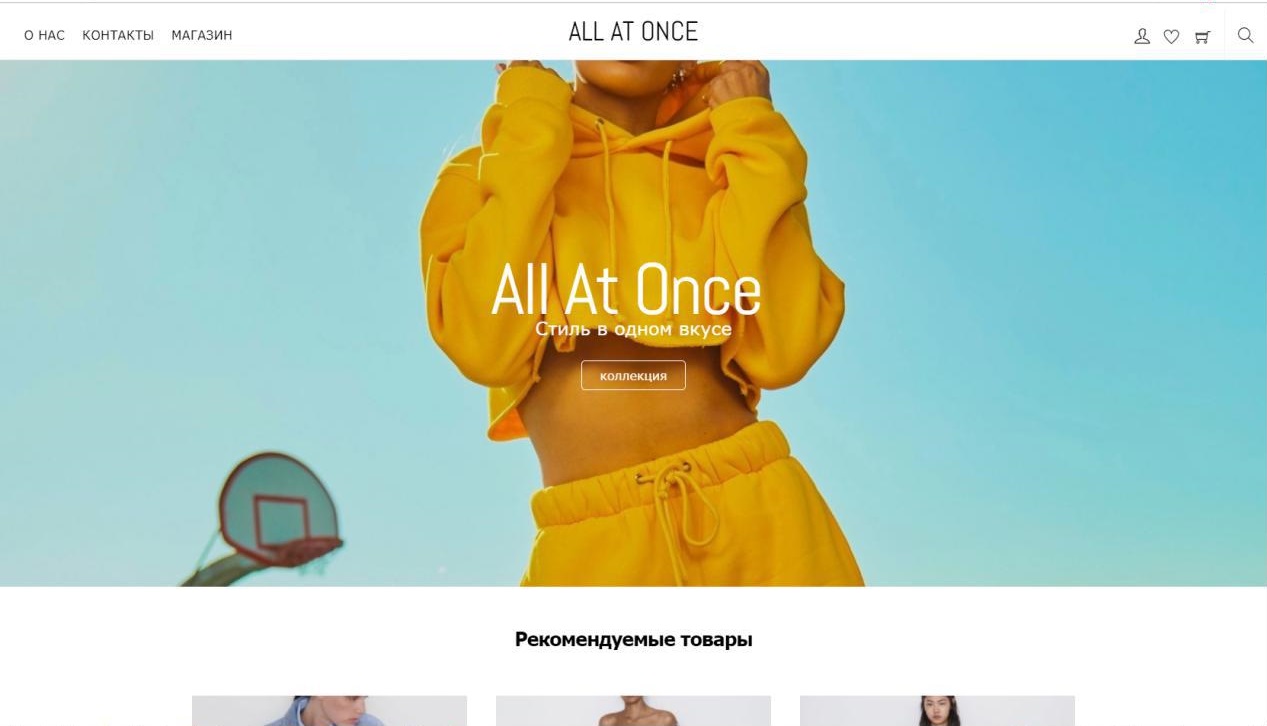 О НАС КОНТАКТЫ МАГАЗИН
ALL AT ONCE
All At Once
Стиль в одном вкусе
коллекция
Рекомендуемые товары